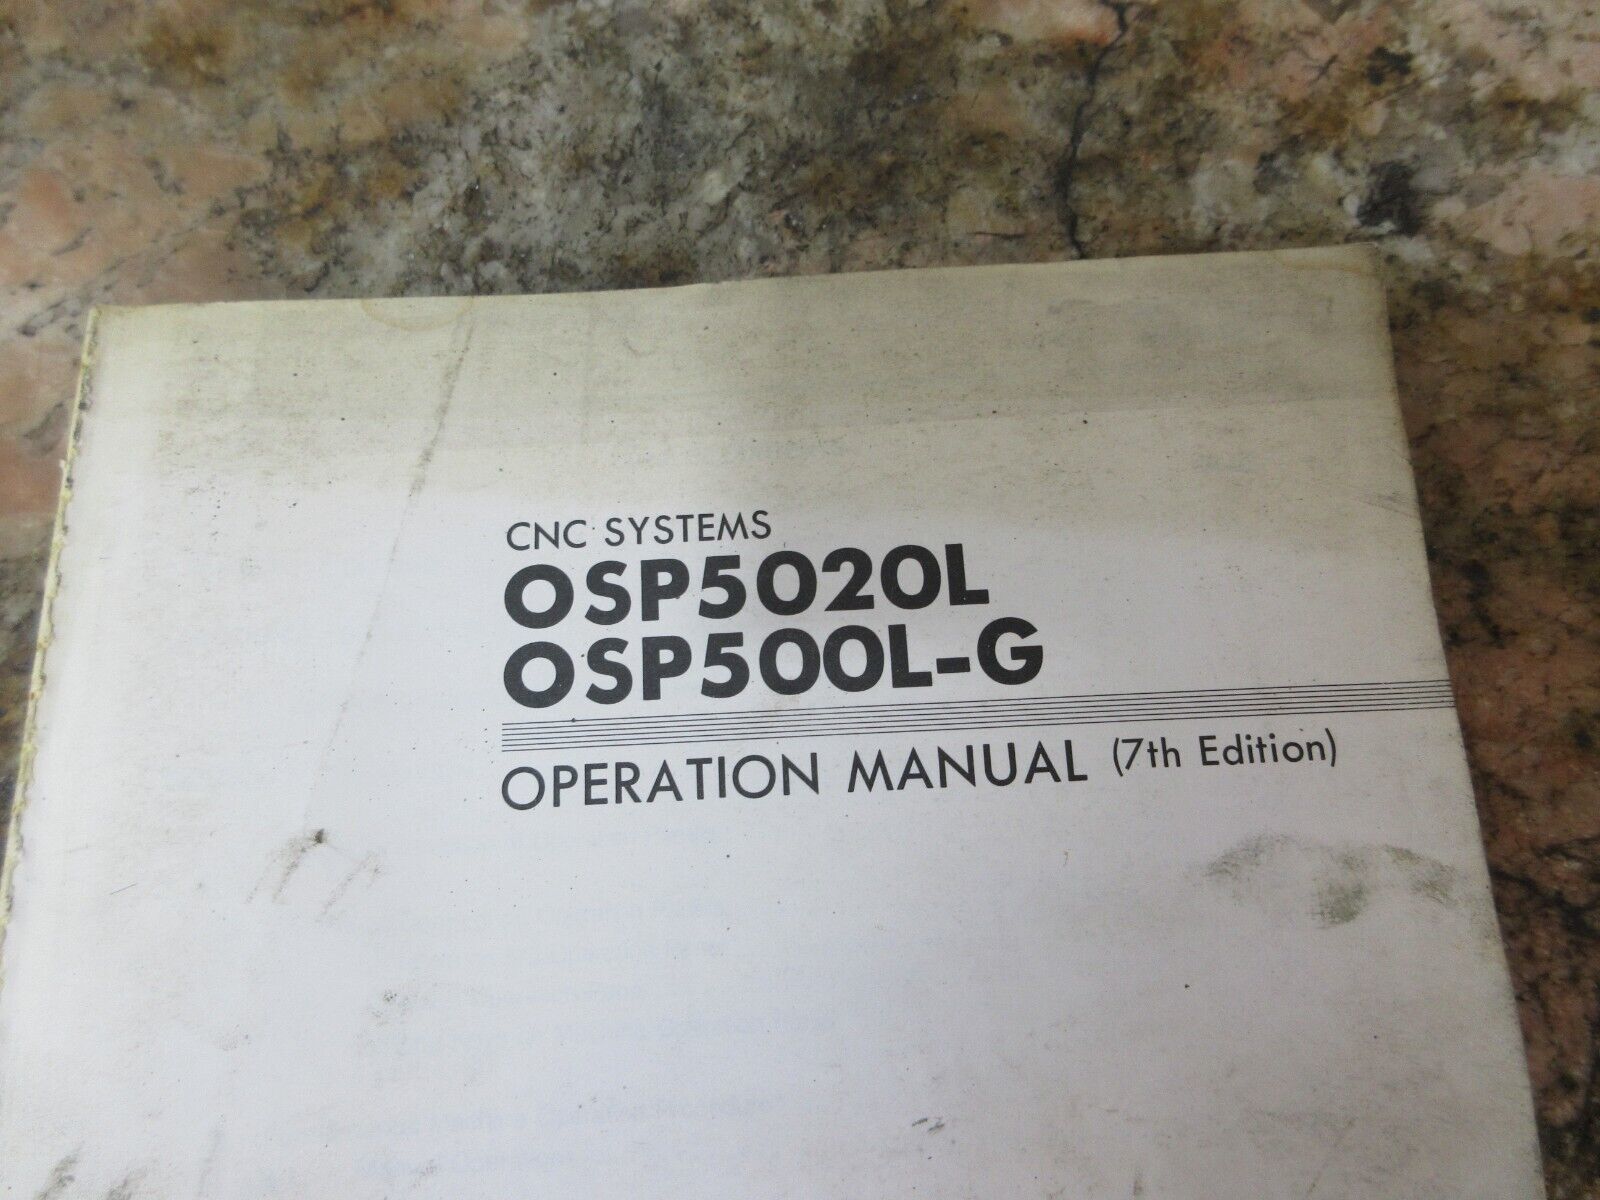 CNC SYSTEMS
OSP5020L
OSP500L-G
OPERATION MANUAL (7th Edition)